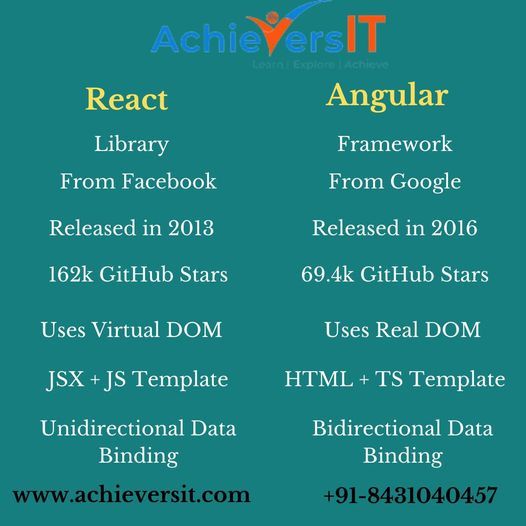 AchieversIT
Learn | Explore | Achieve
React Angular
Library Framework
From Facebook From Google
Released in 2013 Released in 2016
162k GitHub Stars 69.4k GitHub Stars
Uses Virtual DOM Uses Real DOM
JSX + JS Template HTML + TS Template
Unidirectional Data Bidirectional Data
Binding Binding
www.achieversit.com +91-8431040457